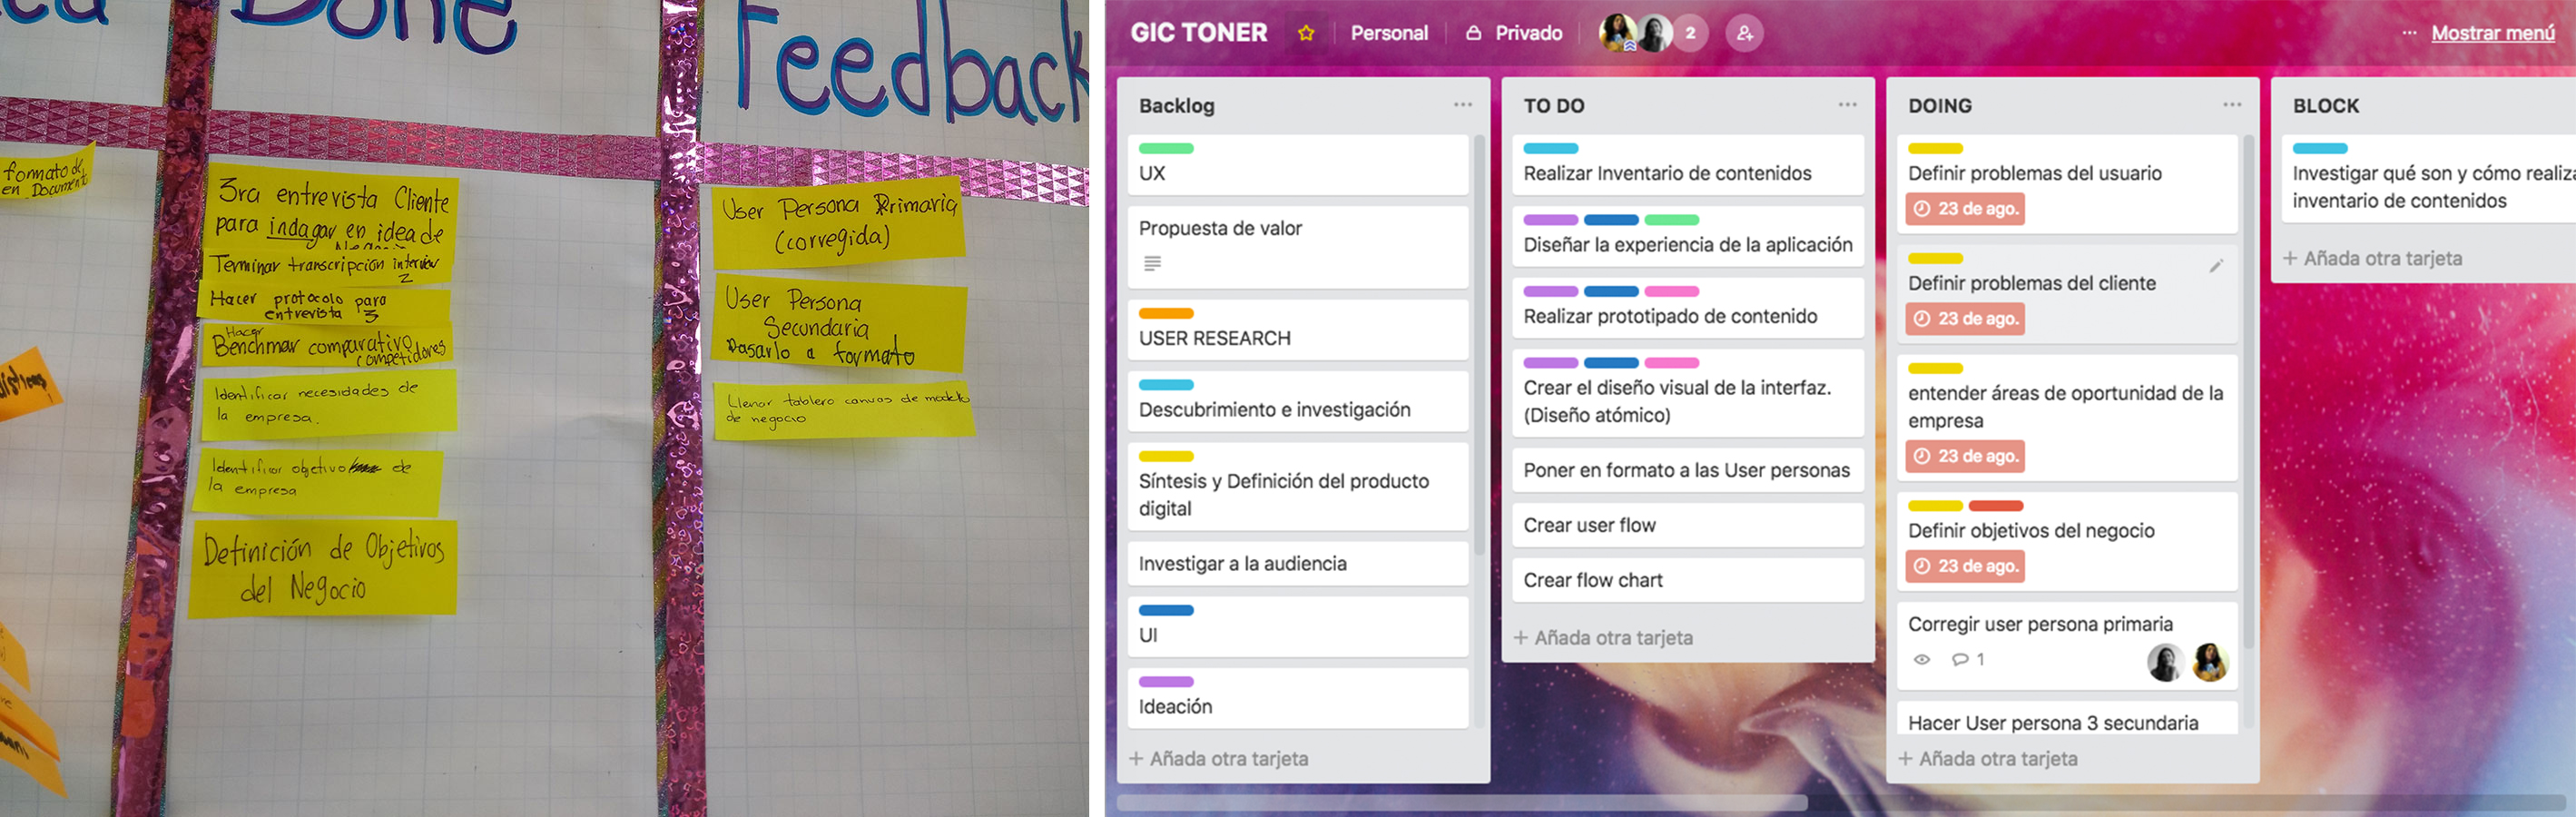 Done
Feedback
formato de
en Documento
3ra entrevista Cliente
para indagar en idea de
Negocio
Terminar transcripción interview
2
Hacer protocolo para
entrevista 3
Hacer
Benchmar comparativo
competidores
Identificar necesidades de
la empresa.
Identificar objetivo de
la empresa
Definición de Objetivos
del Negocio
User Persona Primaria
(corregida)
User Persona
Secundaria
Pasarlo a formato
Llenar tablero canvas de modelo
de negocio
GIC TONER
Personal
Privado
2
Mostrar menú
Backlog
UX
Propuesta de valor
USER RESEARCH
Descubrimiento e investigación
Síntesis y Definición del producto
digital
Investigar a la audiencia
UI
Ideación
+ Añada otra tarjeta
TO DO
Realizar Inventario de contenidos
Diseñar la experiencia de la aplicación
Realizar prototipado de contenido
Crear el diseño visual de la interfaz.
(Diseño atómico)
Poner en formato a las User personas
Crear user flow
Crear flow chart
+ Añada otra tarjeta
DOING
Definir problemas del usuario
23 de ago.
Definir problemas del cliente
23 de ago.
entender áreas de oportunidad de la
empresa
23 de ago.
Definir objetivos del negocio
23 de ago.
Corregir user persona primaria
1
Hacer User persona 3 secundaria
+ Añada otra tarjeta
BLOCK
Investigar qué son y cómo realiza
inventario de contenidos
+ Añada otra tarjeta